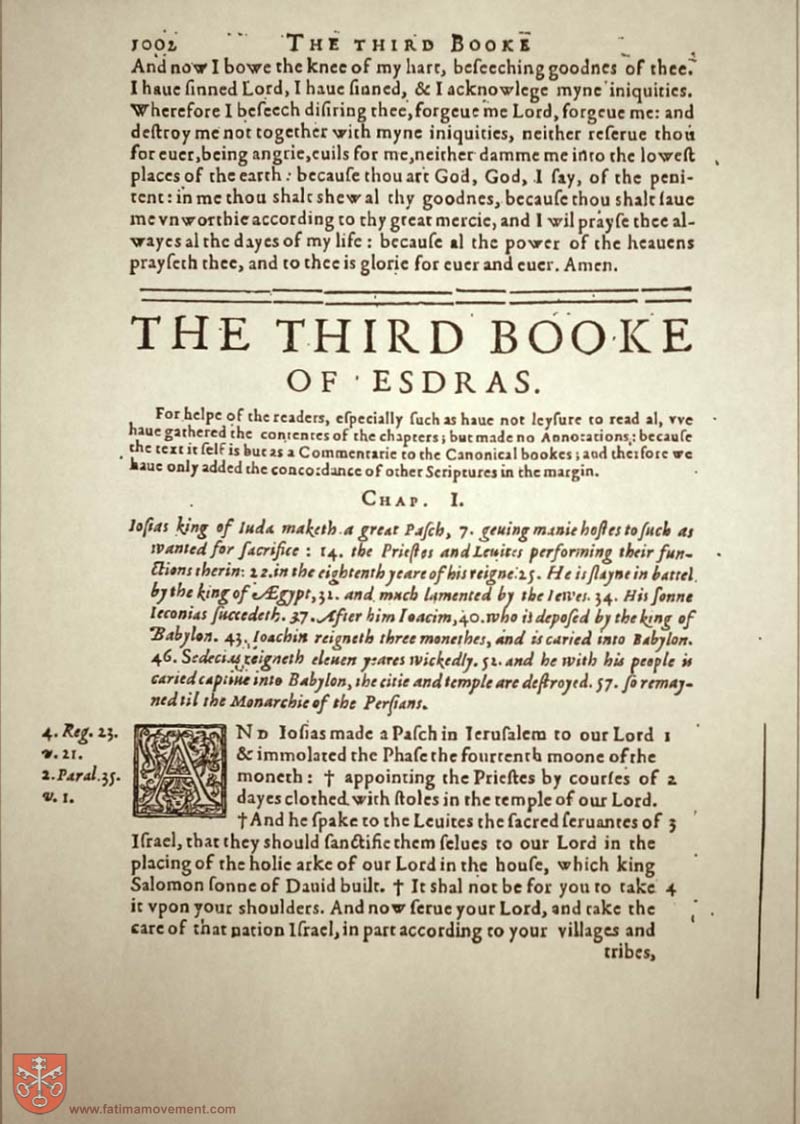 1002 THE THIRD BOOKE
And now I bowe the knee of my hart, beſeeching goodnes of thee.
I haue ſinned Lord, I haue ſinned, & I acknowlege myne iniquities.
Wherefore I beſeech diſiring thee, forgeue me Lord, forgeue me: and
deſtroy me not together with myne iniquities, neither reſerue thou
for euer, being angrie, euils for me, neither damme me into the loweſt
places of the earth: becauſe thou art God, God, I ſay, of the peni-
tent: in me thou shalt shew al thy goodnes, becauſe thou shalt ſaue
me vnworthie according to thy great mercie, and I wil prayſe thee al-
wayes al the dayes of my life: becauſe al the power of the heauens
prayſeth thee, and to thee is glorie for euer and euer. Amen.
THE THIRD BOOKE
OF ESDRAS.
For helpe of the readers, eſpecially ſuch as haue not leyſure to read al, vve
haue gathered the contentes of the chapters; but made no Annotations: becauſe
the text it ſelf is but as a Commentarie to the Canonical bookes; and therfore we
haue only added the concordance of other Scriptures in the margin.
CHAP. I.
Ioſias king of Iuda maketh a great Paſch, 7. geuing manie hoſtes to ſuch as
wanted for ſacrifice: 14. the Prieſtes and Leuites performing their fun-
ctions therin: 22. in the eightenth yeare of his reigne. 25. He is ſlayne in battel
by the king of Ægypt, 31. and much lamented by the Iewes. 34. His ſonne
Ieconias ſuccedeth. 37. After him Ioacim, 40. who is depoſed by the king of
Babylon. 43. Ioachin reigneth three monethes, and is caried into Babylon.
46. Sedecias reigneth eleuen yeares wickedly. 52. and he with his people is
caried captiue into Babylon, the citie and temple are deſtroyed. 57. ſo remay-
ned til the Monarchie of the Perſians.
4. Reg. 23.
v. 21.
2. Paral. 35.
v. 1.
AND Ioſias made a Paſch in Ieruſalem to our Lord 1
& immolated the Phaſe the fourtenth moone of the
moneth: † appointing the Prieſtes by courſes of 2
dayes clothed with ſtoles in the temple of our Lord.
† And he ſpake to the Leuites the ſacred ſeruantes of 3
Iſrael, that they should ſanctifie them ſelues to our Lord in the
placing of the holie arke of our Lord in the houſe, which king
Salomon ſonne of Dauid built. † It shal not be for you to take 4
it vpon your shoulders. And now ſerue your Lord, and take the
care of that nation Iſrael, in part according to your villages and
tribes,
www.fatimamovement.com